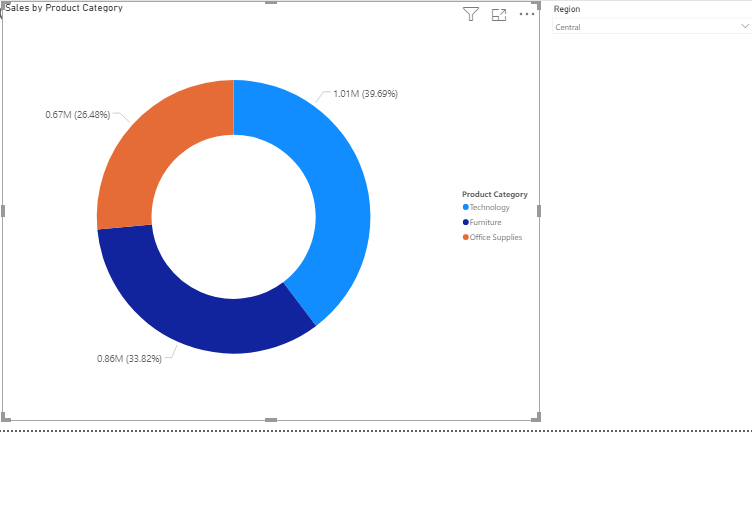 Sales by Product Category
Region
Central
1.01M (39.69%)
0.67M (26.48%)
Product Category
Technology
Furniture
Office Supplies
0.86M (33.82%)